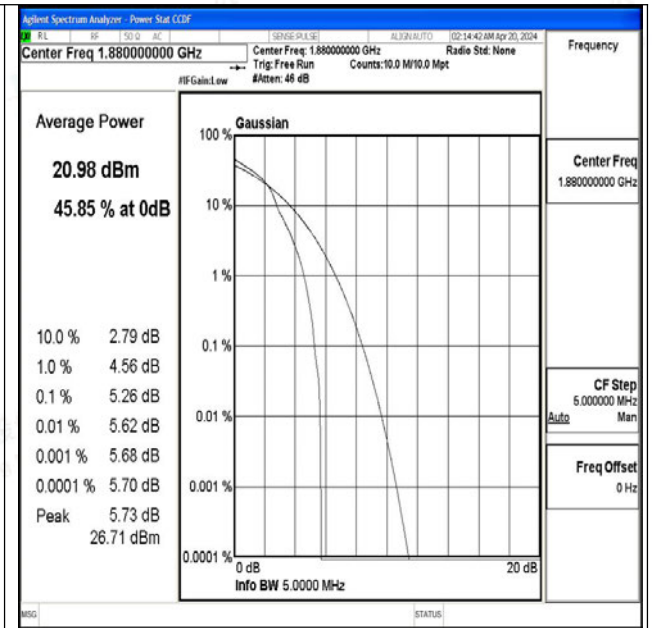 Agilent Spectrum Analyzer - Power Stat CCDF
RL RF 50 Ω AC SENSE:PULSE ALIGN AUTO 02:14:42 AM Apr 20, 2024
Center Freq 1.880000000 GHz
Center Freq: 1.880000000 GHz Radio Std: None
Trig: Free Run Counts:10.0 M/10.0 Mpt
#IFGain:Low #Atten: 46 dB
Frequency
Average Power
20.98 dBm
45.85 % at 0dB
10.0 % 2.79 dB
1.0 % 4.56 dB
0.1 % 5.26 dB
0.01 % 5.62 dB
0.001 % 5.68 dB
0.0001 % 5.70 dB
Peak 5.73 dB
26.71 dBm
Gaussian
100 %
10 %
1 %
0.1 %
0.01 %
0.001 %
0.0001 %
0 dB 20 dB
Info BW 5.0000 MHz
Center Freq
1.880000000 GHz
CF Step
5.000000 MHz
Auto Man
Freq Offset
0 Hz
MSG STATUS